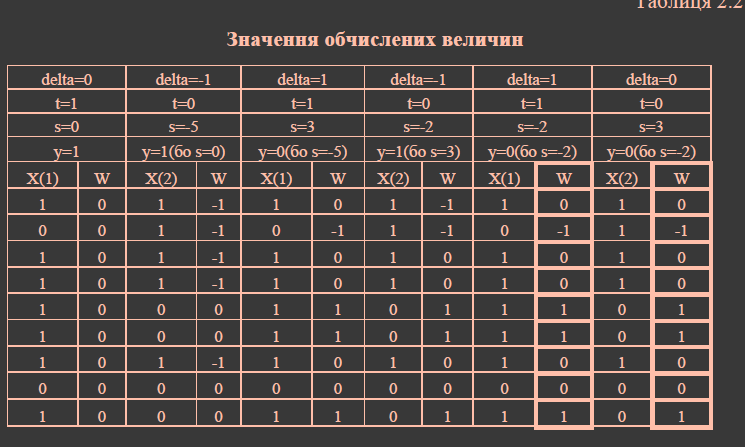 Таблиця 2.2
Значення обчислених величин
delta=0 delta=-1 delta=1 delta=-1 delta=1 delta=0
t=1 t=0 t=1 t=0 t=1 t=0
s=0 s=-5 s=3 s=-2 s=-2 s=3
y=1 y=1(бо s=0) y=0(бо s=-5) y=1(бо s=3) y=0(бо s=-2) y=0(бо s=-2)
X(1) W X(2) W X(1) W X(2) W X(1) W X(2) W
1 0 1 -1 1 0 1 -1 1 0 1 0
0 0 1 -1 0 -1 1 -1 0 -1 1 -1
1 0 1 -1 1 0 1 0 1 0 1 0
1 0 1 -1 1 0 1 0 1 0 1 0
1 0 0 0 1 1 0 1 1 1 0 1
1 0 0 0 1 1 0 1 1 1 0 1
1 0 1 -1 1 0 1 0 1 0 1 0
0 0 0 0 0 0 0 0 0 0 0 0
1 0 0 0 1 1 0 1 1 1 0 1